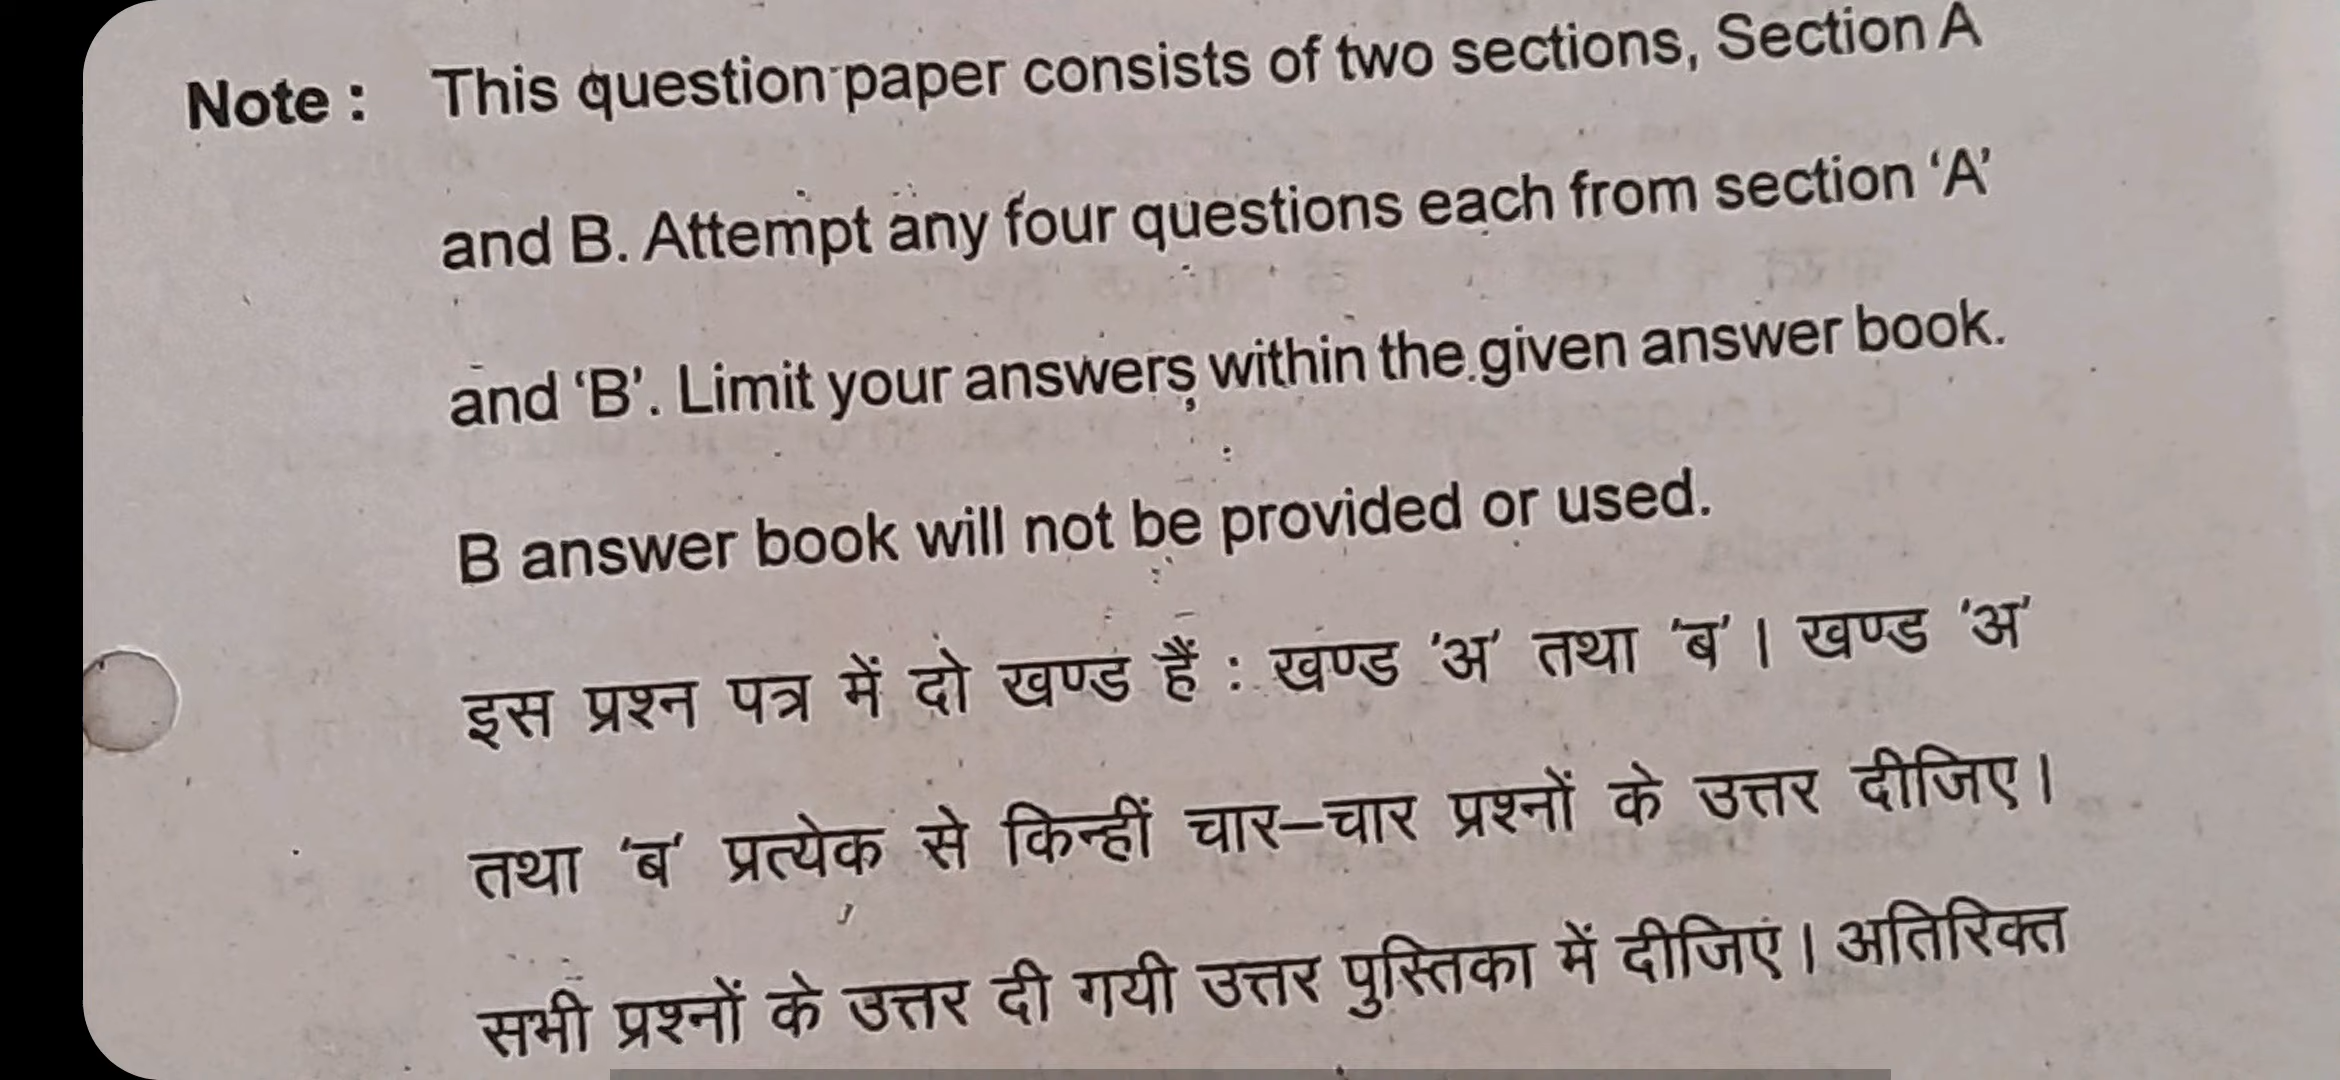 Note : This question paper consists of two sections, Section A
and B. Attempt any four questions each from section ‘A’
and ‘B’. Limit your answers within the given answer book.
B answer book will not be provided or used.
इस प्रश्न पत्र में दो खण्ड हैं : खण्ड ‘अ’ तथा ‘ब’। खण्ड ‘अ’
तथा ‘ब’ प्रत्येक से किन्हीं चार–चार प्रश्नों के उत्तर दीजिए।
सभी प्रश्नों के उत्तर दी गयी उत्तर पुस्तिका में दीजिए। अतिरिक्त